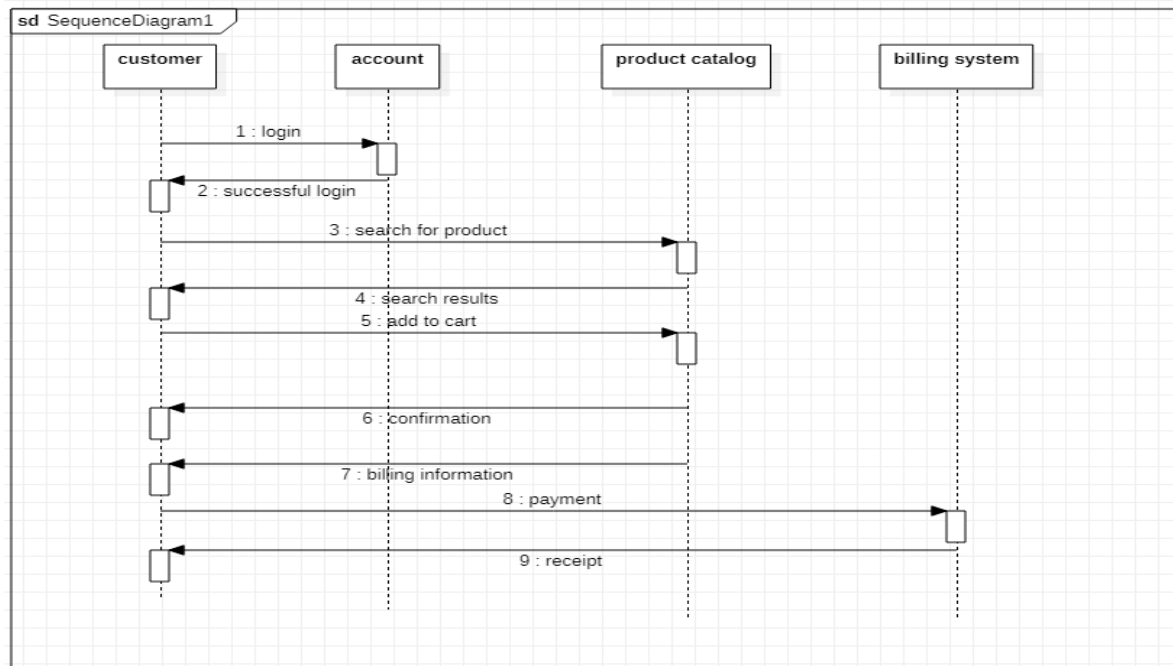 sd SequenceDiagram1
customer
account
product catalog
billing system
1 : login
2 : successful login
3 : search for product
4 : search results
5 : add to cart
6 : confirmation
7 : billing information
8 : payment
9 : receipt